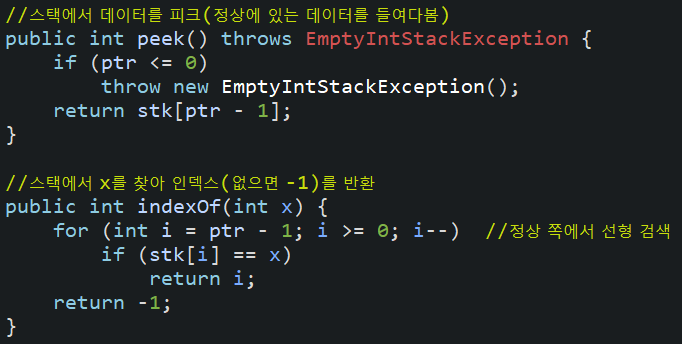 //스택에서 데이터를 피크(정상에 있는 데이터를 들여다봄)
public int peek() throws EmptyIntStackException {
    if (ptr <= 0)
        throw new EmptyIntStackException();
    return stk[ptr - 1];
}

//스택에서 x를 찾아 인덱스(없으면 -1)를 반환
public int indexOf(int x) {
    for (int i = ptr - 1; i >= 0; i--)  //정상 쪽에서 선형 검색
        if (stk[i] == x)
            return i;
    return -1;
}